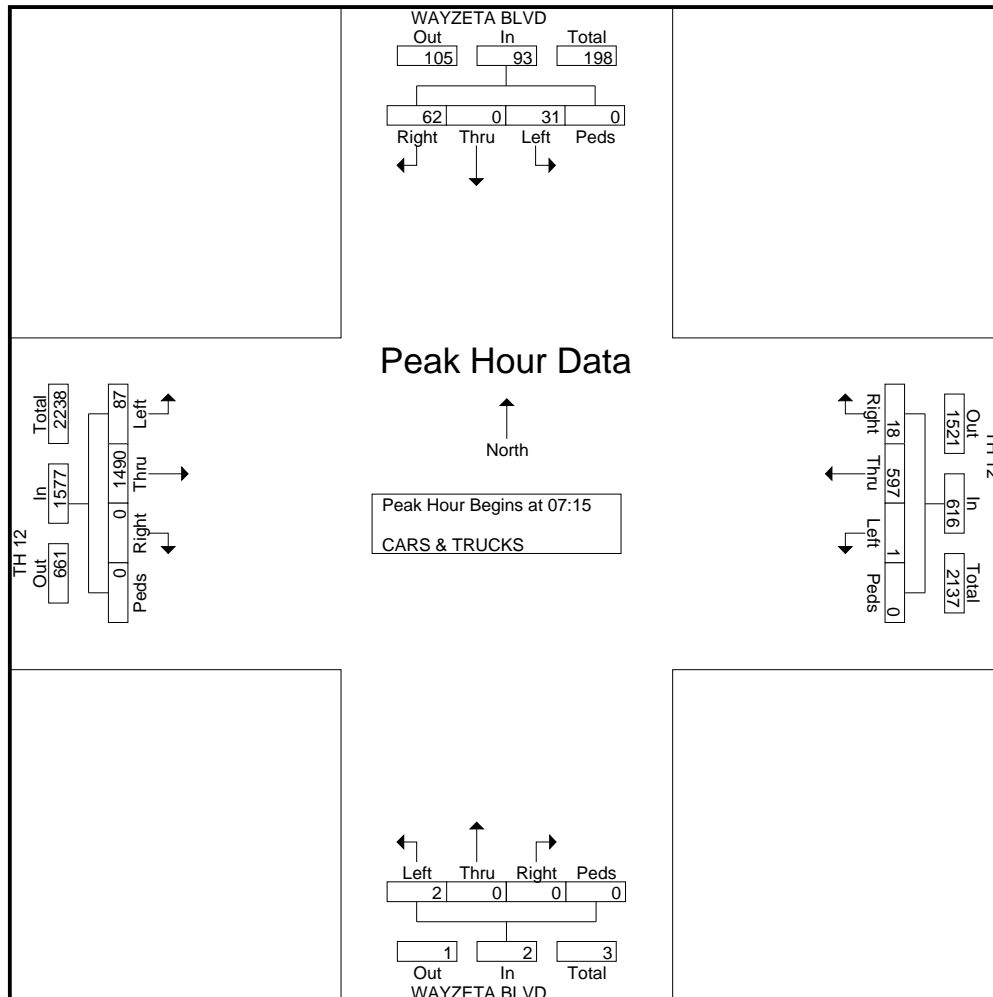 WAYZETA BLVD
Out In Total
105 93 198
62 0 31 0
Right Thru Left Peds
Peak Hour Data
North
Peak Hour Begins at 07:15
CARS & TRUCKS
TH 12
Total In Out
2238 1577 661
87 1490 0 0
Left Thru Right Peds
TH 12
Out In Total
1521 616 2137
18 597 1 0
Right Thru Left Peds
Left Thru Right Peds
2 0 0 0
1 2 3
Out In Total
WAYZETA BLVD